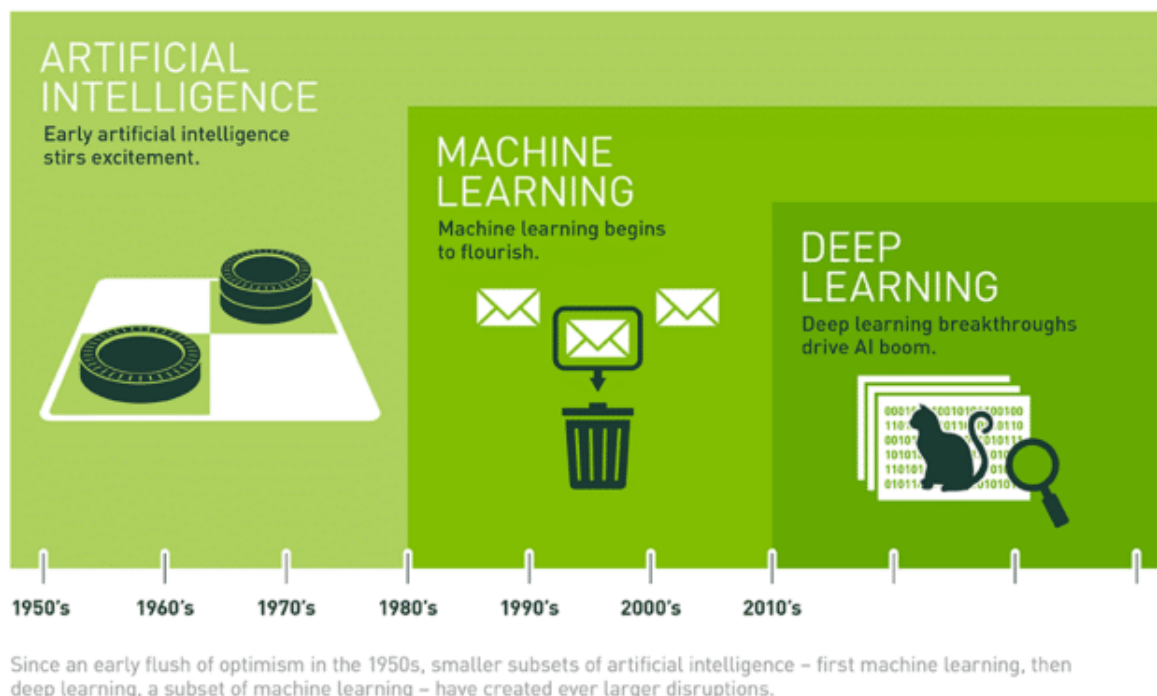 ARTIFICIAL
INTELLIGENCE
Early artificial intelligence
stirs excitement.
MACHINE
LEARNING
Machine learning begins
to flourish.
DEEP
LEARNING
Deep learning breakthroughs
drive AI boom.
1950's 1960's 1970's 1980's 1990's 2000's 2010's
Since an early flush of optimism in the 1950s, smaller subsets of artificial intelligence – first machine learning, then
deep learning, a subset of machine learning – have created ever larger disruptions.